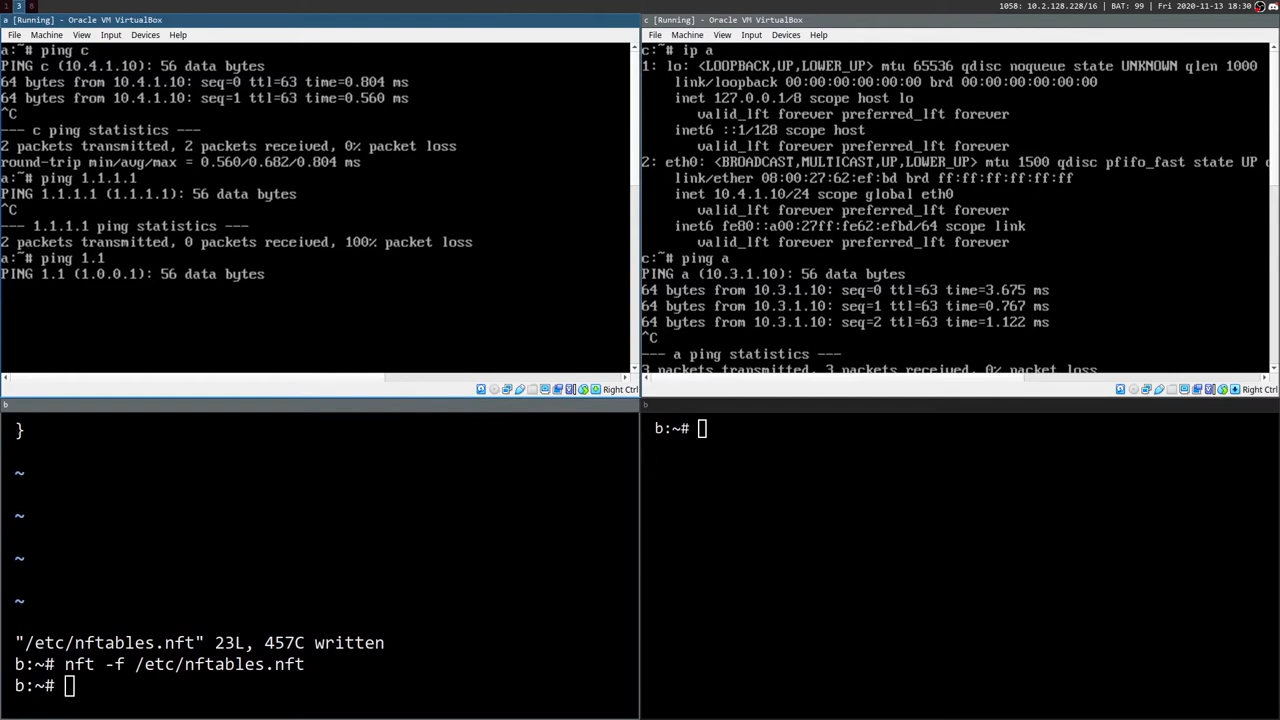 1 3 8
1058: 10.2.128.228/16 | BAT: 99 | Fri 2020-11-13 18:30
a [Running] - Oracle VM VirtualBox
File Machine View Input Devices Help
a:~# ping c
PING c (10.4.1.10): 56 data bytes
64 bytes from 10.4.1.10: seq=0 ttl=63 time=0.804 ms
64 bytes from 10.4.1.10: seq=1 ttl=63 time=0.560 ms
^C
--- c ping statistics ---
2 packets transmitted, 2 packets received, 0% packet loss
round-trip min/avg/max = 0.560/0.682/0.804 ms
a:~# ping 1.1.1.1
PING 1.1.1.1 (1.1.1.1): 56 data bytes
^C
--- 1.1.1.1 ping statistics ---
2 packets transmitted, 0 packets received, 100% packet loss
a:~# ping 1.1
PING 1.1 (1.0.0.1): 56 data bytes
Right Ctrl
c [Running] - Oracle VM VirtualBox
File Machine View Input Devices Help
c:~# ip a
1: lo: <LOOPBACK,UP,LOWER_UP> mtu 65536 qdisc noqueue state UNKNOWN qlen 1000
link/loopback 00:00:00:00:00:00 brd 00:00:00:00:00:00
inet 127.0.0.1/8 scope host lo
valid_lft forever preferred_lft forever
inet6 ::1/128 scope host
valid_lft forever preferred_lft forever
2: eth0: <BROADCAST,MULTICAST,UP,LOWER_UP> mtu 1500 qdisc pfifo_fast state UP q
link/ether 08:00:27:62:ef:bd brd ff:ff:ff:ff:ff:ff
inet 10.4.1.10/24 scope global eth0
valid_lft forever preferred_lft forever
inet6 fe80::a00:27ff:fe62:efbd/64 scope link
valid_lft forever preferred_lft forever
c:~# ping a
PING a (10.3.1.10): 56 data bytes
64 bytes from 10.3.1.10: seq=0 ttl=63 time=3.675 ms
64 bytes from 10.3.1.10: seq=1 ttl=63 time=0.767 ms
64 bytes from 10.3.1.10: seq=2 ttl=63 time=1.122 ms
^C
--- a ping statistics ---
3 packets transmitted, 3 packets received, 0% packet loss
Right Ctrl
b
}
~
~
~
~
"/etc/nftables.nft" 23L, 457C written
b:~# nft -f /etc/nftables.nft
b:~#
b
b:~#